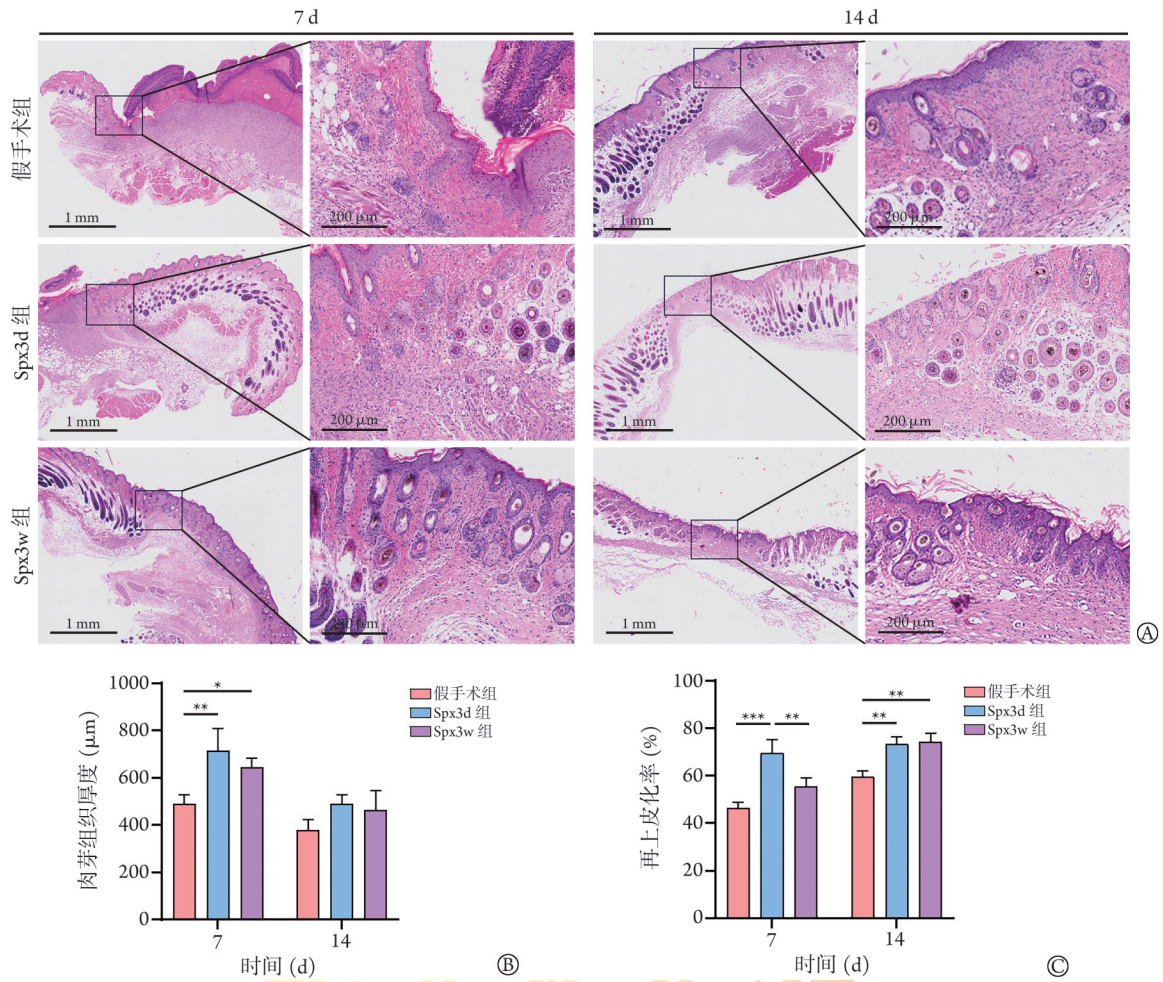 7 d
14 d
假手术组
1 mm
200 μm
1 mm
200 μm
Spx3d 组
1 mm
200 μm
1 mm
200 μm
Spx3w 组
1 mm
200 μm
1 mm
200 μm
Ⓐ
肉芽组织厚度 (μm)
1000
800
600
400
200
0
*
**
假手术组
Spx3d 组
Spx3w 组
7
14
时间 (d)
Ⓑ
再上皮化率 (%)
100
80
60
40
20
0
***
**
**
**
假手术组
Spx3d 组
Spx3w 组
7
14
时间 (d)
Ⓒ